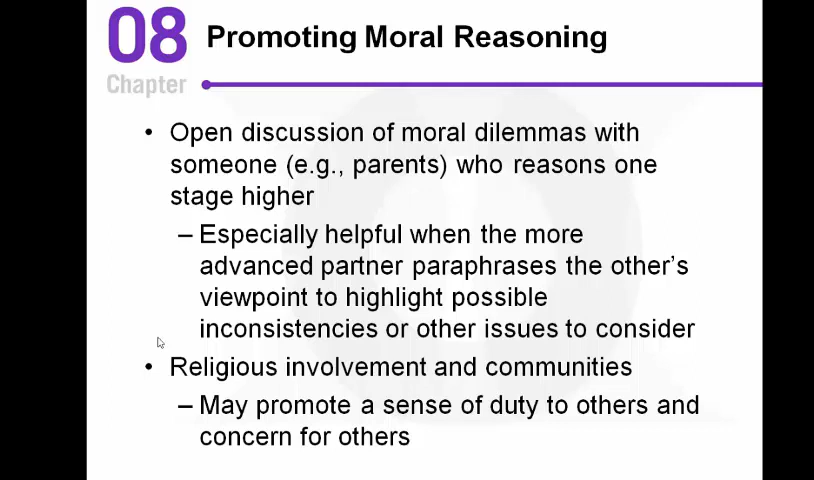 08
Chapter
Promoting Moral Reasoning
• Open discussion of moral dilemmas with
someone (e.g., parents) who reasons one
stage higher
– Especially helpful when the more
advanced partner paraphrases the other's
viewpoint to highlight possible
inconsistencies or other issues to consider
• Religious involvement and communities
– May promote a sense of duty to others and
concern for others